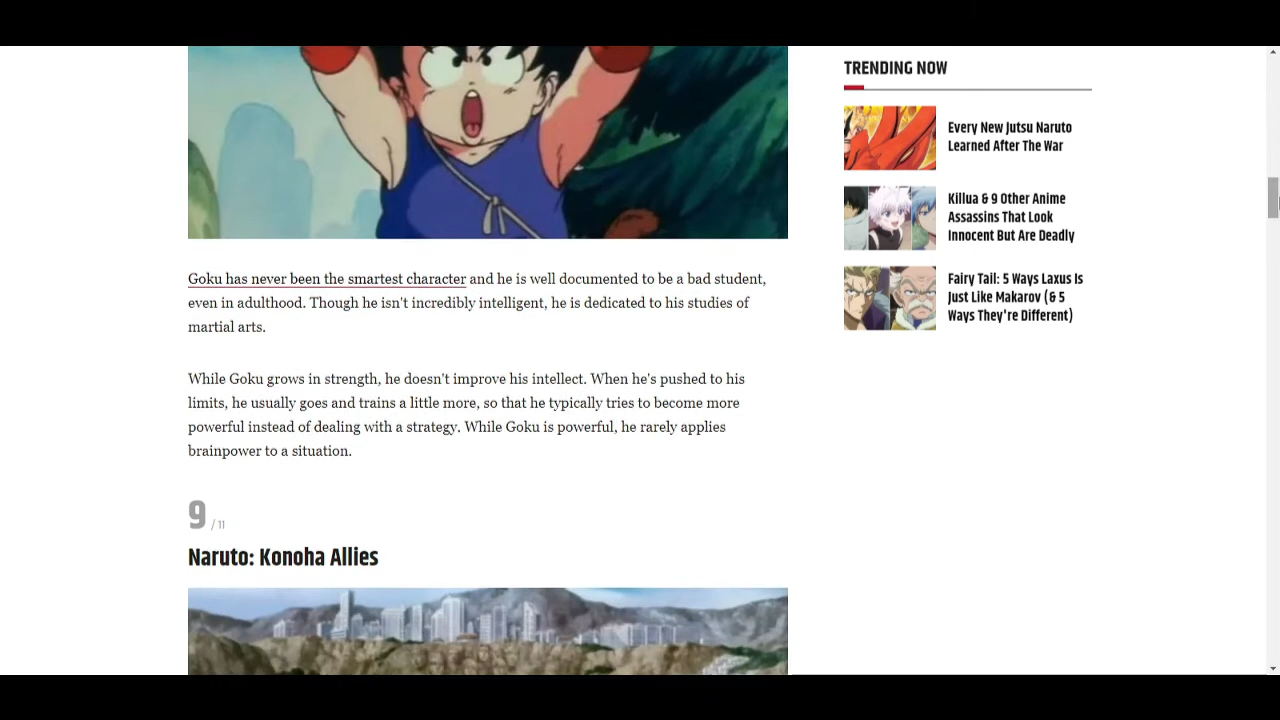 Goku has never been the smartest character and he is well documented to be a bad student,
even in adulthood. Though he isn't incredibly intelligent, he is dedicated to his studies of
martial arts.
While Goku grows in strength, he doesn't improve his intellect. When he's pushed to his
limits, he usually goes and trains a little more, so that he typically tries to become more
powerful instead of dealing with a strategy. While Goku is powerful, he rarely applies
brainpower to a situation.
9 / 11
Naruto: Konoha Allies
TRENDING NOW
Every New Jutsu Naruto
Learned After The War
Killua & 9 Other Anime
Assassins That Look
Innocent But Are Deadly
Fairy Tail: 5 Ways Laxus Is
Just Like Makarov (& 5
Ways They're Different)